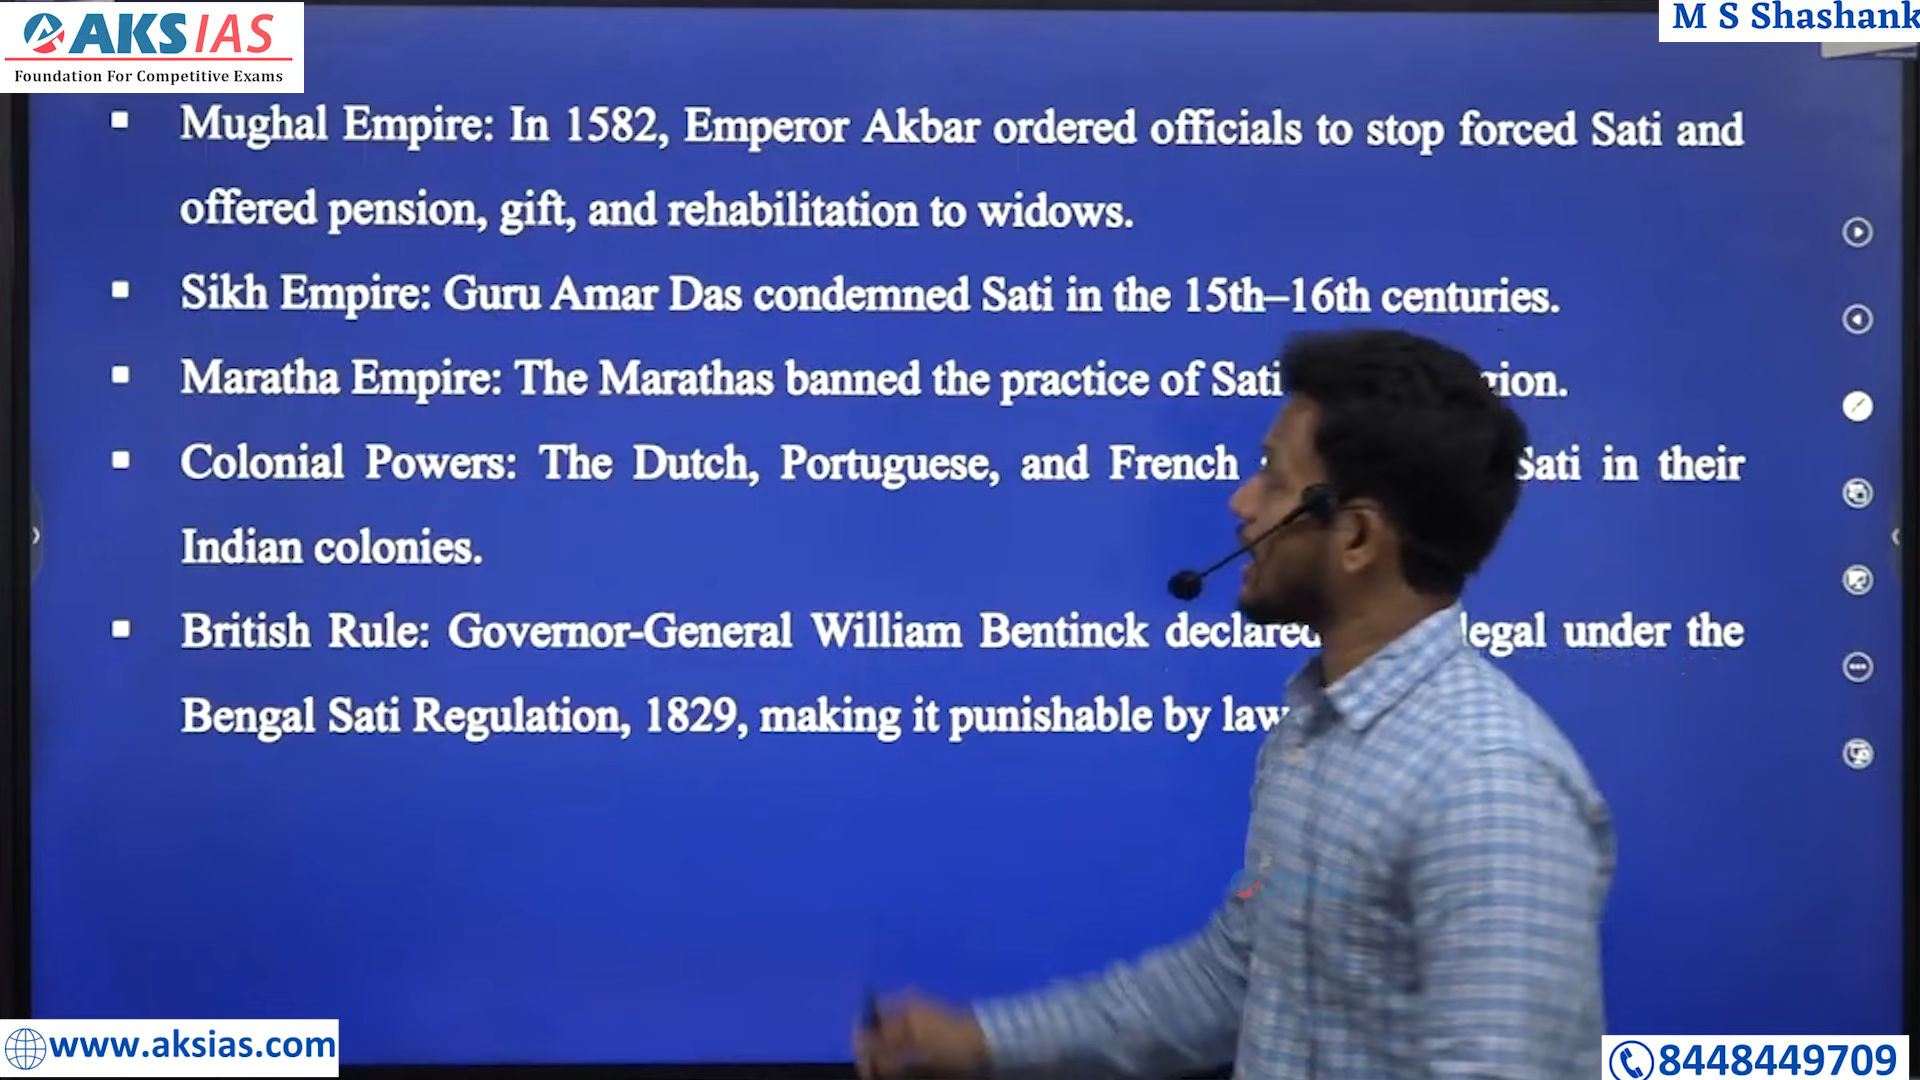 AKS IAS
Foundation For Competitive Exams
M S Shashank
Mughal Empire: In 1582, Emperor Akbar ordered officials to stop forced Sati and
offered pension, gift, and rehabilitation to widows.
Sikh Empire: Guru Amar Das condemned Sati in the 15th–16th centuries.
Maratha Empire: The Marathas banned the practice of Sati
Colonial Powers: The Dutch, Portuguese, and French Sati in their
Indian colonies.
British Rule: Governor-General William Bentinck declared under the
Bengal Sati Regulation, 1829, making it punishable by law
www.aksias.com
8448449709